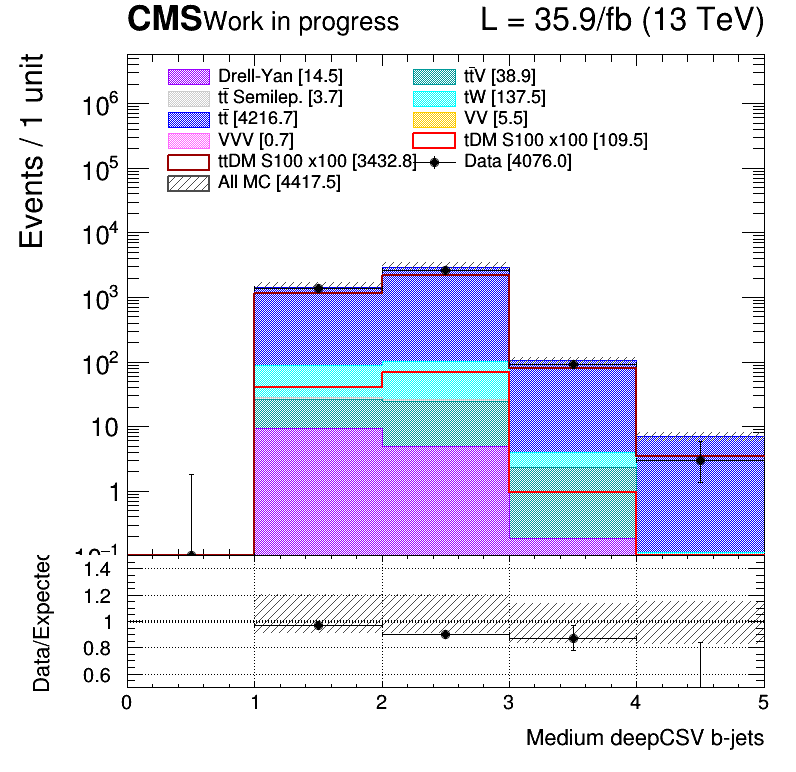 CMS Work in progress L = 35.9/fb (13 TeV)
Drell-Yan [14.5] tt̄V [38.9]
tt̄ Semilep. [3.7] tW [137.5]
tt̄ [4216.7] VV [5.5]
VVV [0.7] tDM S100 x100 [109.5]
ttDM S100 x100 [3432.8] Data [4076.0]
All MC [4417.5]
Events / 1 unit
10⁶
10⁵
10⁴
10³
10²
10
1
10⁻¹
Data/Expected
1.4
1.2
1
0.8
0.6
0 1 2 3 4 5
Medium deepCSV b-jets